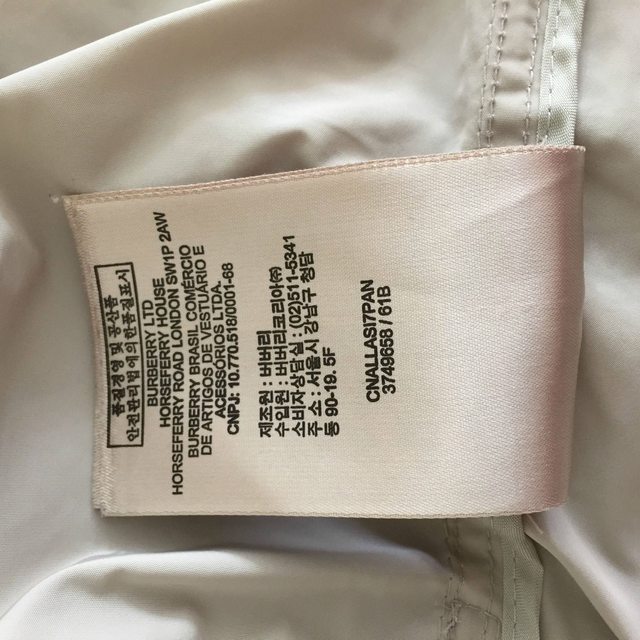 품질경영 및 공산품
안전관리법에의한품질표시
BURBERRY LTD
HORSEFERRY HOUSE
HORSEFERRY ROAD LONDON SW1P 2AW
BURBERRY BRASIL COMÉRCIO
DE ARTIGOS DE VESTUÁRIO E
ACESSORIOS LTDA.
CNPJ: 10.770.518/0001-68
제조원 : 버버리
수입원 : 버버리코리아㈜
소비자상담실 : (02)511-5341
주 소 : 서울시 강남구 청담
동 90-19. 5F
CNALLASI7PAN
3749658 / 61B